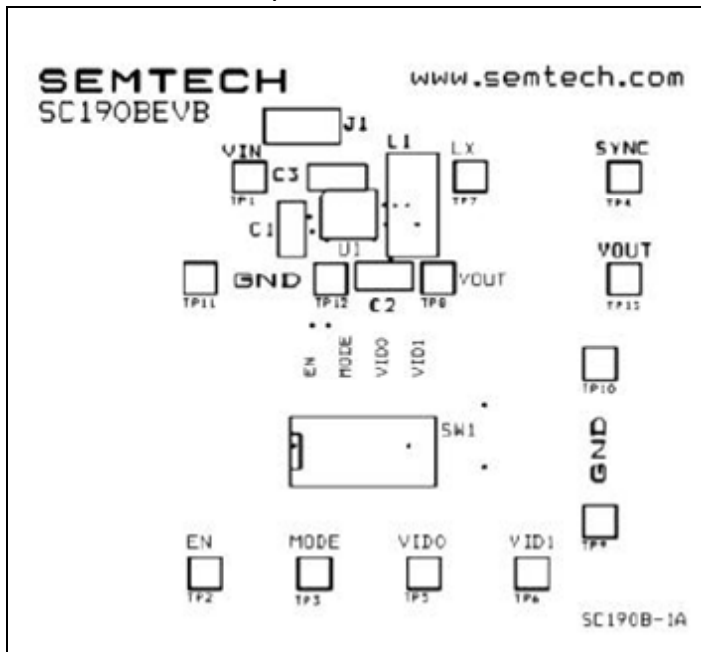 SEMTECH www.semtech.com
SC190BEVB
J1
VIN C3 L1 LX SYNC
TP1 TP7 TP4
C1
U1 VOUT
GND VOUT
TP11 TP12 C2 TP8 TP13
EN MODE VID0 VID1
TP10
SW1
GND
TP9
EN MODE VID0 VID1
TP2 TP3 TP5 TP6
SC190B-1A